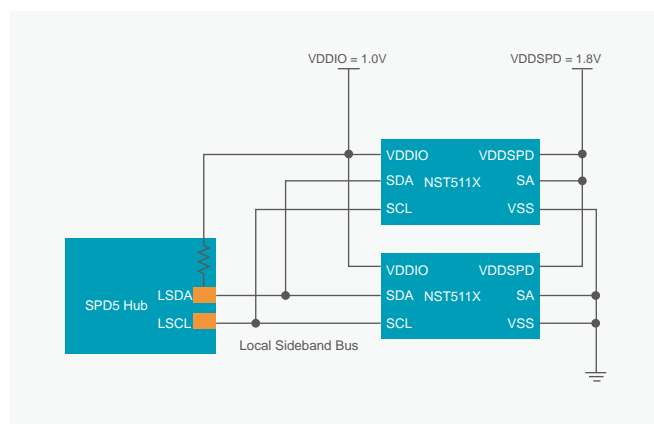 VDDIO = 1.0V
VDDSPD = 1.8V
VDDIO
VDDSPD
SDA
NST511X
SA
SCL
VSS
SPD5 Hub
LSDA
LSCL
VDDIO
VDDSPD
SDA
NST511X
SA
SCL
VSS
Local Sideband Bus